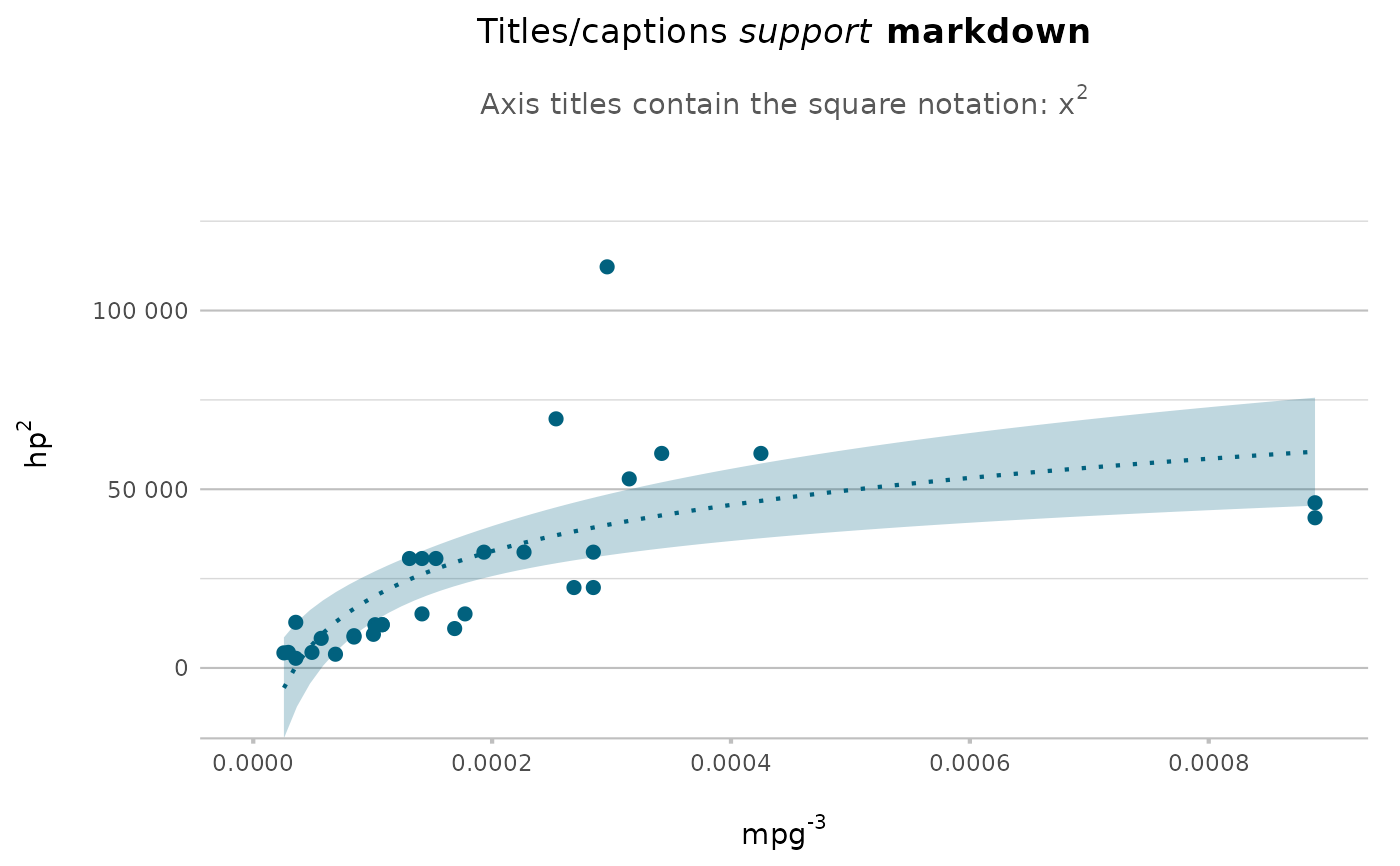 Titles/captions support markdown
Axis titles contain the square notation: x²
100 000
50 000
0
hp²
0.0000 0.0002 0.0004 0.0006 0.0008
mpg⁻³